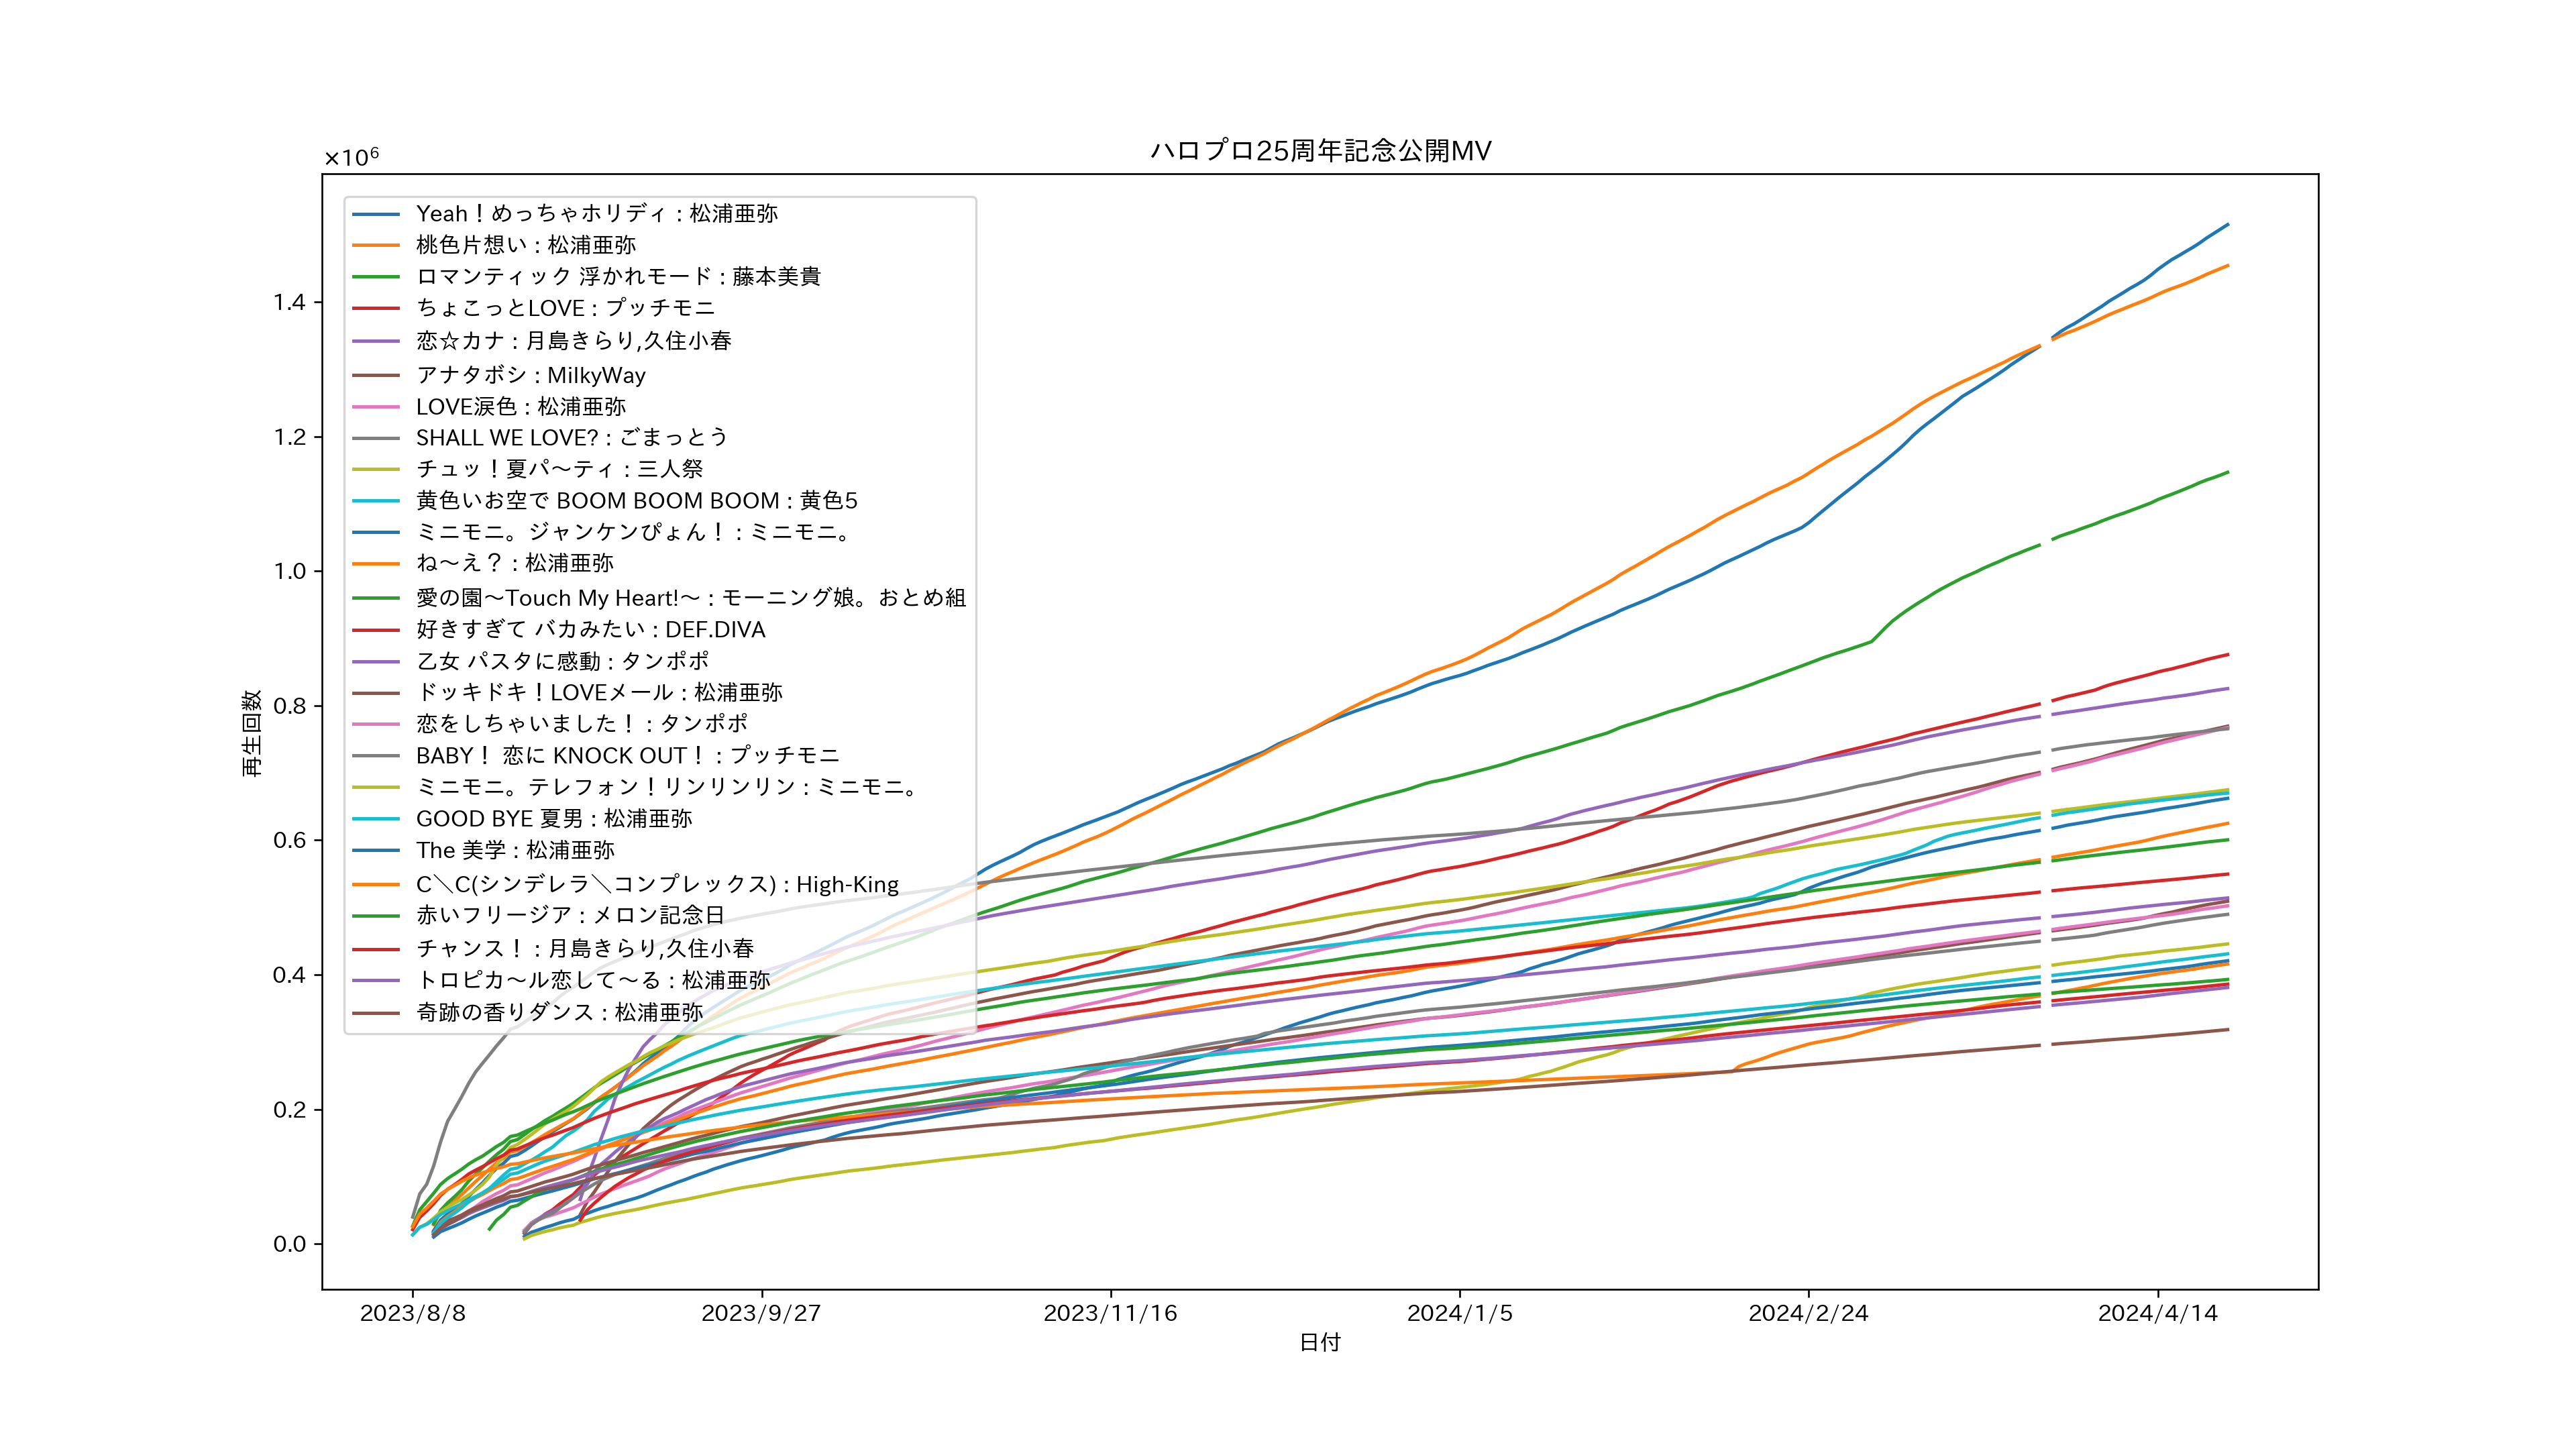 ハロプロ25周年記念公開MV
×10⁶
Yeah！めっちゃホリディ : 松浦亜弥
桃色片想い : 松浦亜弥
ロマンティック 浮かれモード : 藤本美貴
ちょこっとLOVE : プッチモニ
恋☆カナ : 月島きらり,久住小春
アナタボシ : MilkyWay
LOVE涙色 : 松浦亜弥
SHALL WE LOVE? : ごまっとう
チュッ！夏パ〜ティ : 三人祭
黄色いお空で BOOM BOOM BOOM : 黄色5
ミニモニ。ジャンケンぴょん！ : ミニモニ。
ね〜え？ : 松浦亜弥
愛の園〜Touch My Heart!〜 : モーニング娘。おとめ組
好きすぎて バカみたい : DEF.DIVA
乙女 パスタに感動 : タンポポ
ドッキドキ！LOVEメール : 松浦亜弥
恋をしちゃいました！ : タンポポ
BABY！ 恋に KNOCK OUT！ : プッチモニ
ミニモニ。テレフォン！リンリンリン : ミニモニ。
GOOD BYE 夏男 : 松浦亜弥
The 美学 : 松浦亜弥
C＼C(シンデレラ＼コンプレックス) : High-King
赤いフリージア : メロン記念日
チャンス！ : 月島きらり,久住小春
トロピカ〜ル恋して〜る : 松浦亜弥
奇跡の香りダンス : 松浦亜弥
1.4
1.2
1.0
0.8
0.6
0.4
0.2
0.0
再生回数
2023/8/8 2023/9/27 2023/11/16 2024/1/5 2024/2/24 2024/4/14
日付